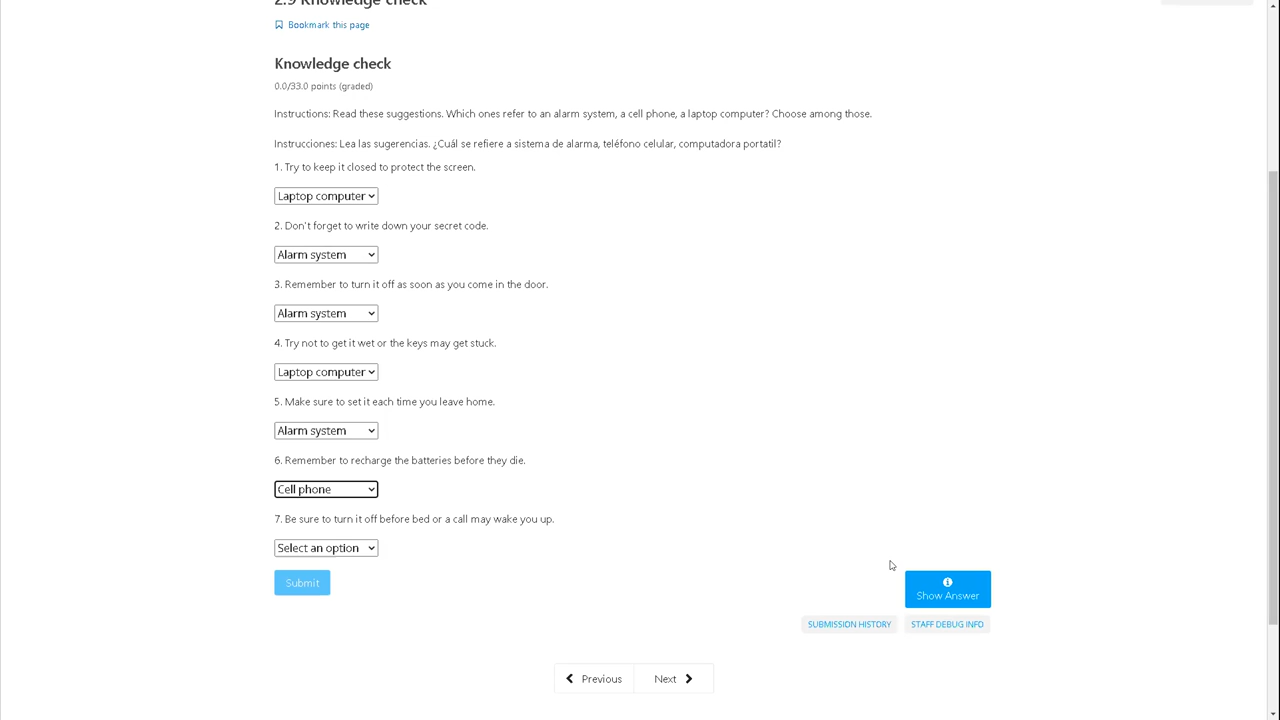 2.9 Knowledge check
Bookmark this page
Knowledge check
0.0/33.0 points (graded)
Instructions: Read these suggestions. Which ones refer to an alarm system, a cell phone, a laptop computer? Choose among those.
Instrucciones: Lea las sugerencias. ¿Cuál se refiere a sistema de alarma, teléfono celular, computadora portatil?
1. Try to keep it closed to protect the screen.
Laptop computer
2. Don't forget to write down your secret code.
Alarm system
3. Remember to turn it off as soon as you come in the door.
Alarm system
4. Try not to get it wet or the keys may get stuck.
Laptop computer
5. Make sure to set it each time you leave home.
Alarm system
6. Remember to recharge the batteries before they die.
Cell phone
7. Be sure to turn it off before bed or a call may wake you up.
Select an option
Submit
Show Answer
SUBMISSION HISTORY
STAFF DEBUG INFO
Previous
Next